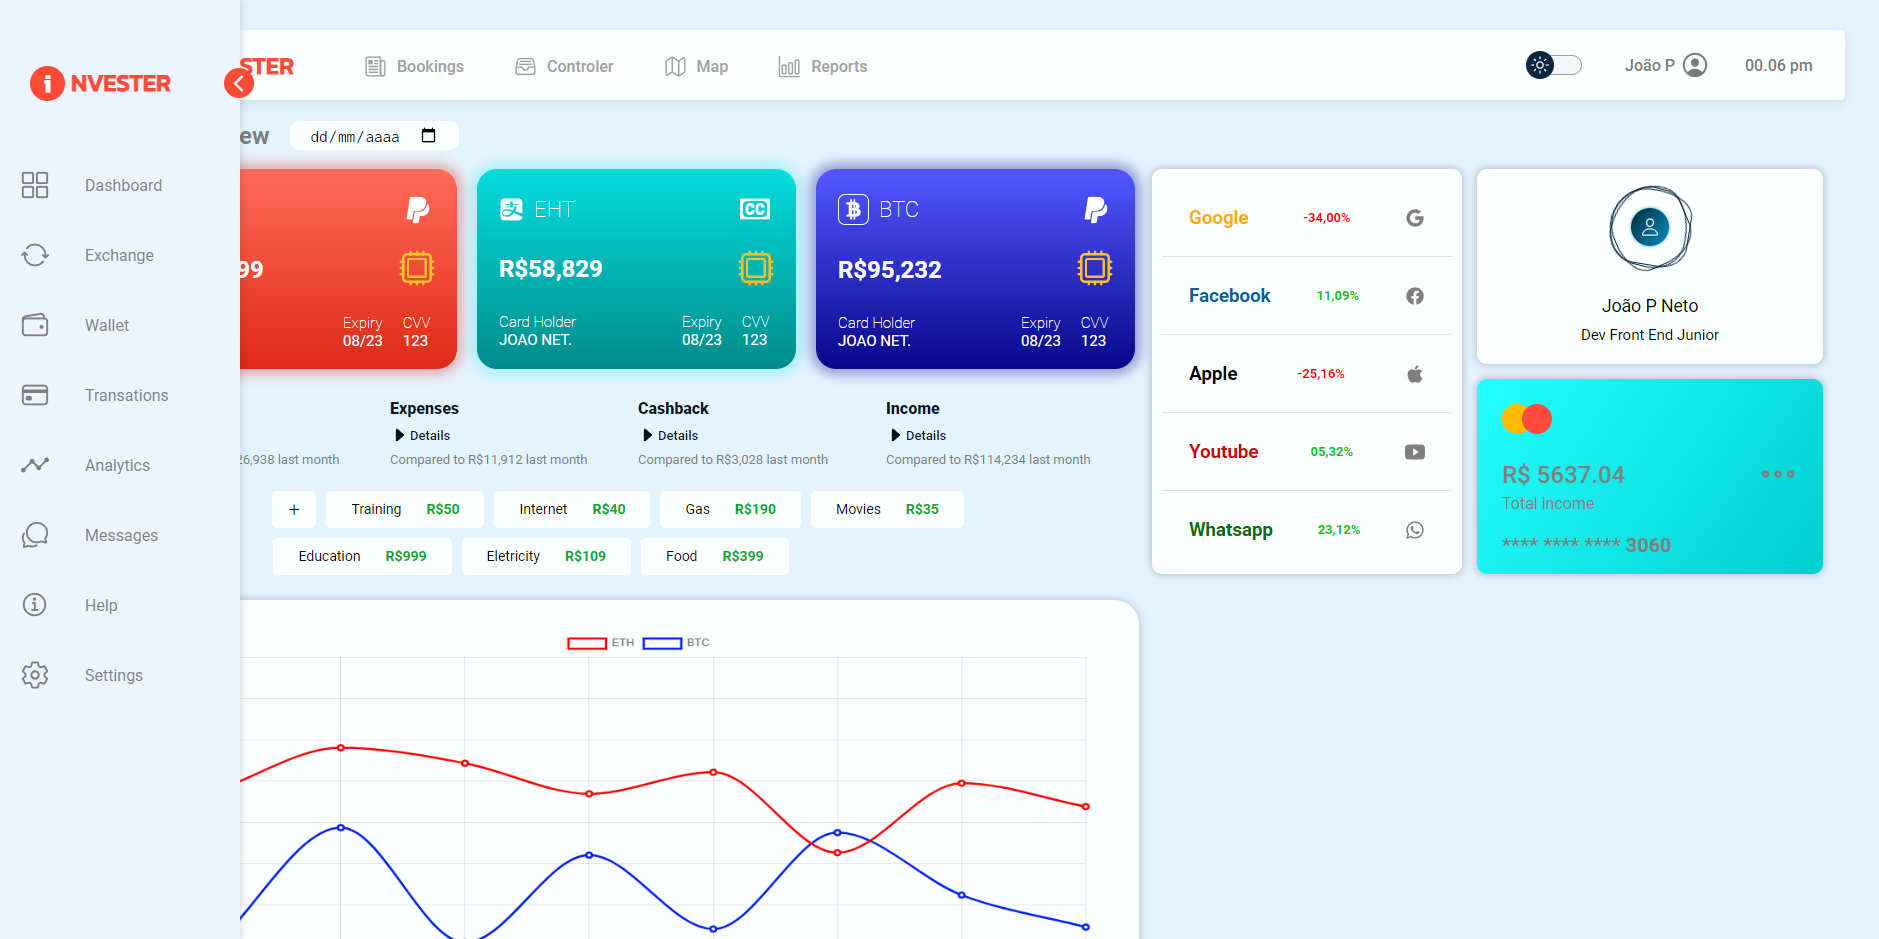 NVESTER
Dashboard
Exchange
Wallet
Transations
Analytics
Messages
Help
Settings
STER
Bookings
Controler
Map
Reports
João P
00.06 pm
ew
dd/mm/aaaa
99
Expiry CVV
08/23 123
EHT
CC
R$58,829
Card Holder Expiry CVV
JOAO NET. 08/23 123
BTC
R$95,232
Card Holder Expiry CVV
JOAO NET. 08/23 123
26,938 last month
Expenses
Details
Compared to R$11,912 last month
Cashback
Details
Compared to R$3,028 last month
Income
Details
Compared to R$114,234 last month
+
Training R$50
Internet R$40
Gas R$190
Movies R$35
Education R$999
Eletricity R$109
Food R$399
ETH BTC
Google -34,00%
Facebook 11,09%
Apple -25,16%
Youtube 05,32%
Whatsapp 23,12%
João P Neto
Dev Front End Junior
R$ 5637.04
Total income
**** **** **** 3060